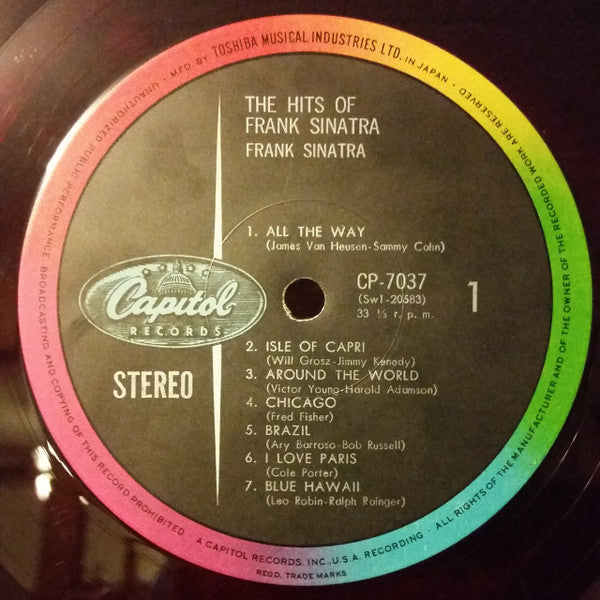 MFD. BY TOSHIBA MUSICAL INDUSTRIES LTD. IN JAPAN · ALL RIGHTS OF THE MANUFACTURER AND OF THE OWNER OF THE RECORDED WORK ARE RESERVED ·
UNAUTHORIZED PUBLIC PERFORMANCE, BROADCASTING AND COPYING OF THIS RECORD PROHIBITED ·
A CAPITOL RECORDS, INC., U.S.A. RECORDING.
REGD. TRADE MARKS
THE HITS OF
FRANK SINATRA
FRANK SINATRA
1. ALL THE WAY
(James Van Heusen-Sammy Cahn)
Capitol
RECORDS
STEREO
CP-7037
(Sw1-20583)
33 ⅓ r. p. m.
1
2. ISLE OF CAPRI
(Will Grosz-Jimmy Kenedy)
3. AROUND THE WORLD
(Victor Young-Harold Adamson)
4. CHICAGO
(Fred Fisher)
5. BRAZIL
(Ary Barroso-Bob Russell)
6. I LOVE PARIS
(Cole Porter)
7. BLUE HAWAII
(Leo Robin-Ralph Rainger)